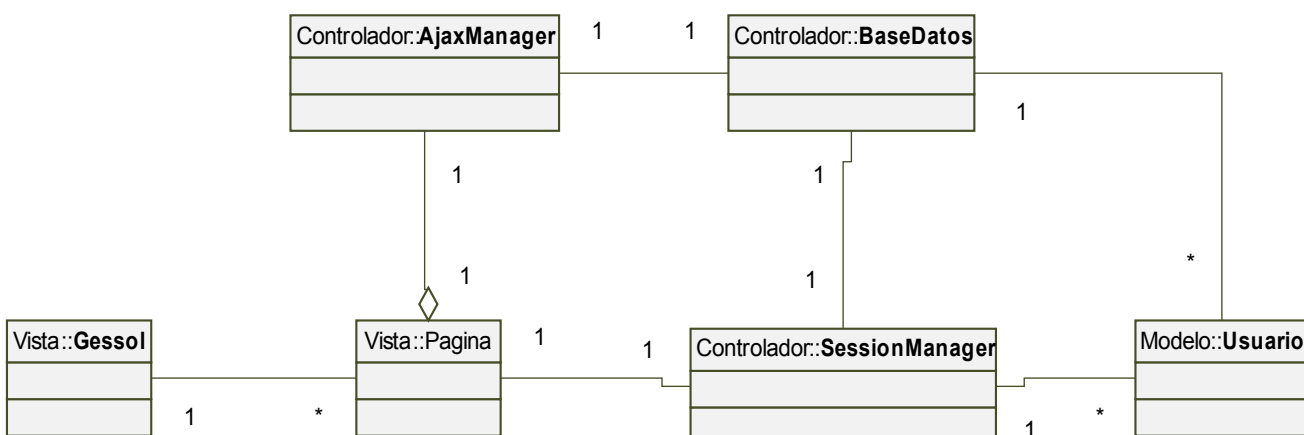 Controlador::AjaxManager
1
1
Controlador::BaseDatos
1
1
1
*
1
1
Vista::Gessol
Vista::Pagina
1
1
Controlador::SessionManager
Modelo::Usuario
1
*
1
*